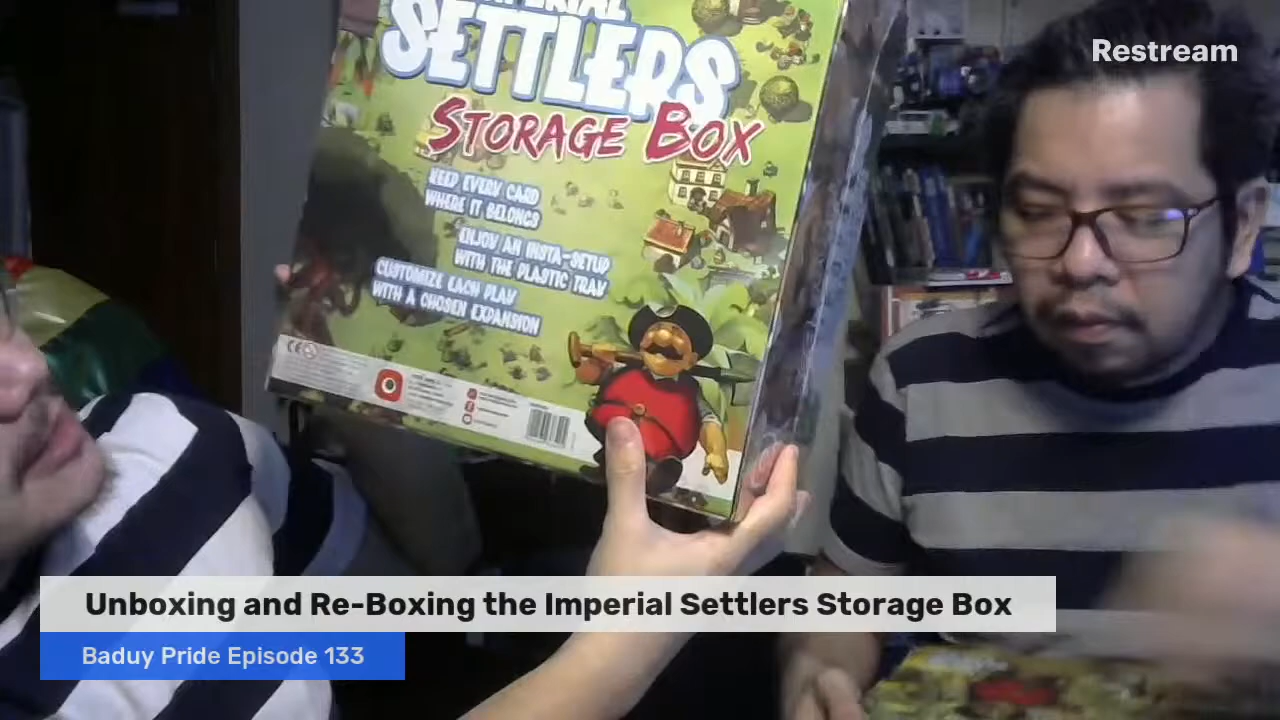 Restream
IMPERIAL
SETTLERS
STORAGE BOX
KEEP EVERY CARD
WHERE IT BELONGS
ENJOY AN INSTA-SETUP
WITH THE PLASTIC TRAY
CUSTOMIZE EACH PLAY
WITH A CHOSEN EXPANSION
Unboxing and Re-Boxing the Imperial Settlers Storage Box
Baduy Pride Episode 133